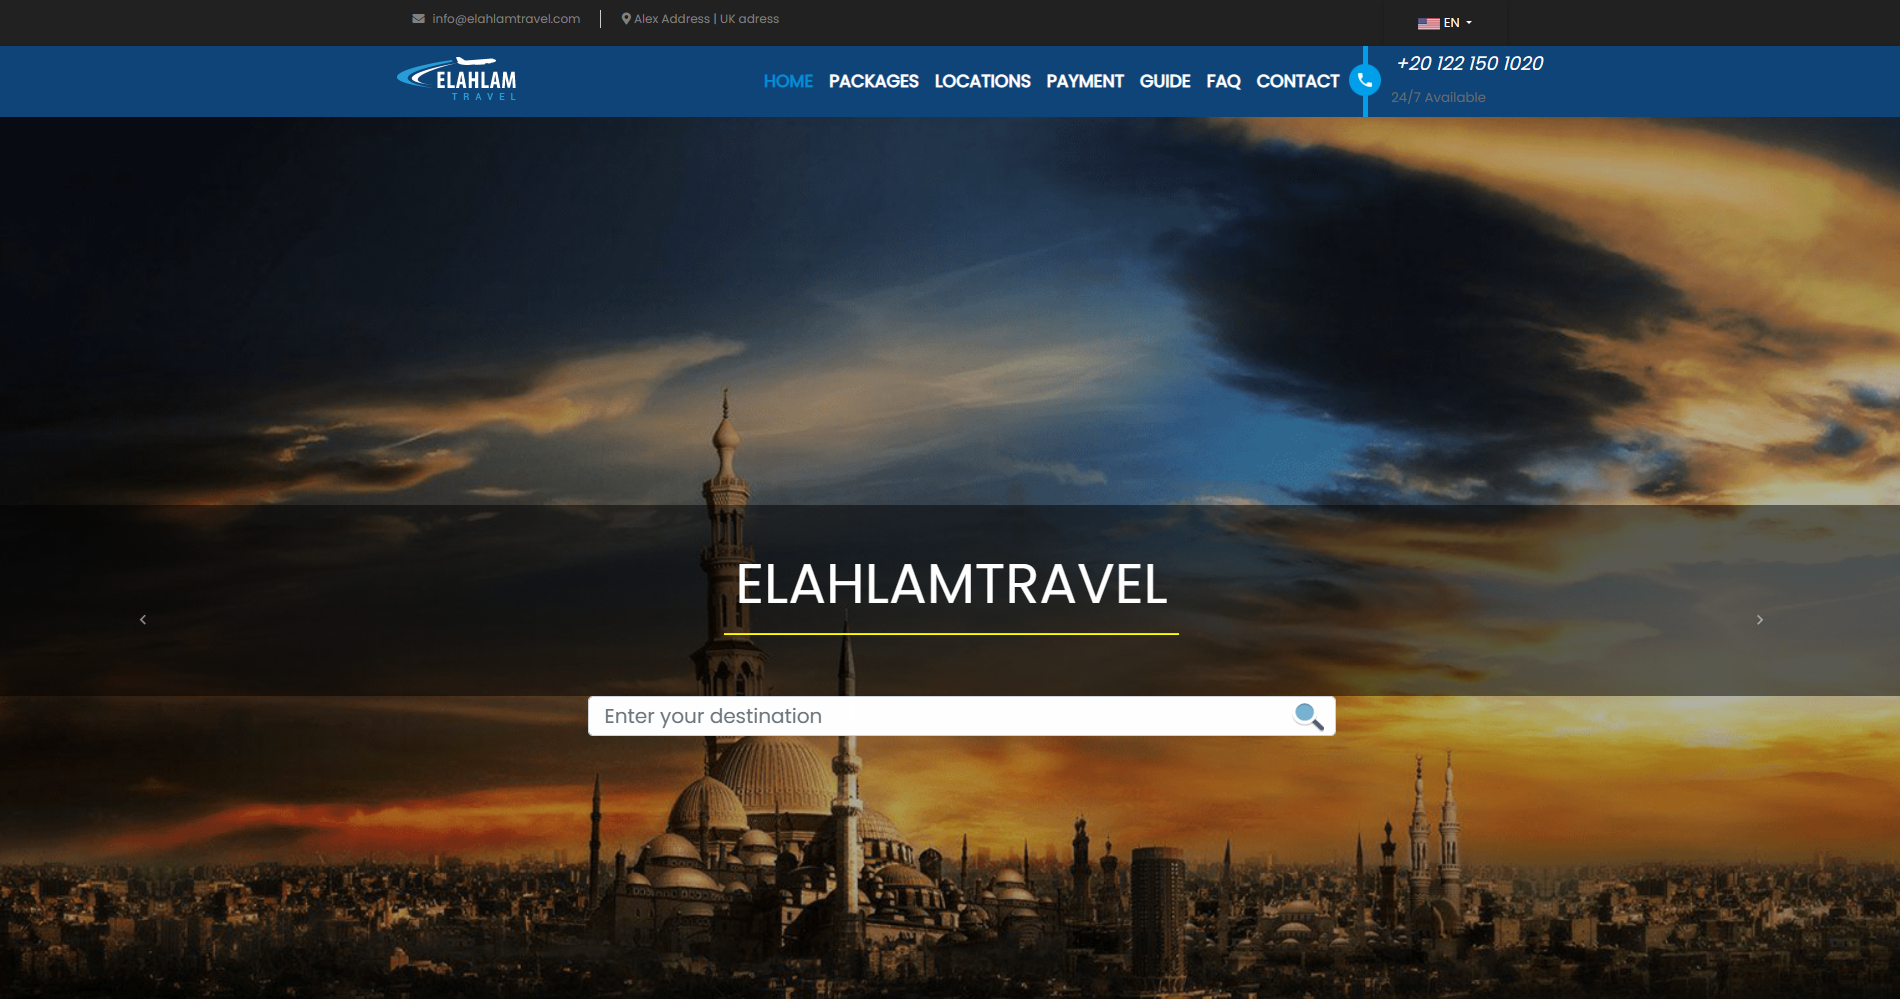 info@elahlamtravel.com
Alex Address | UK adress
EN
ELAHLAM
TRAVEL
HOME PACKAGES LOCATIONS PAYMENT GUIDE FAQ CONTACT
+20 122 150 1020
24/7 Available
ELAHLAMTRAVEL
Enter your destination